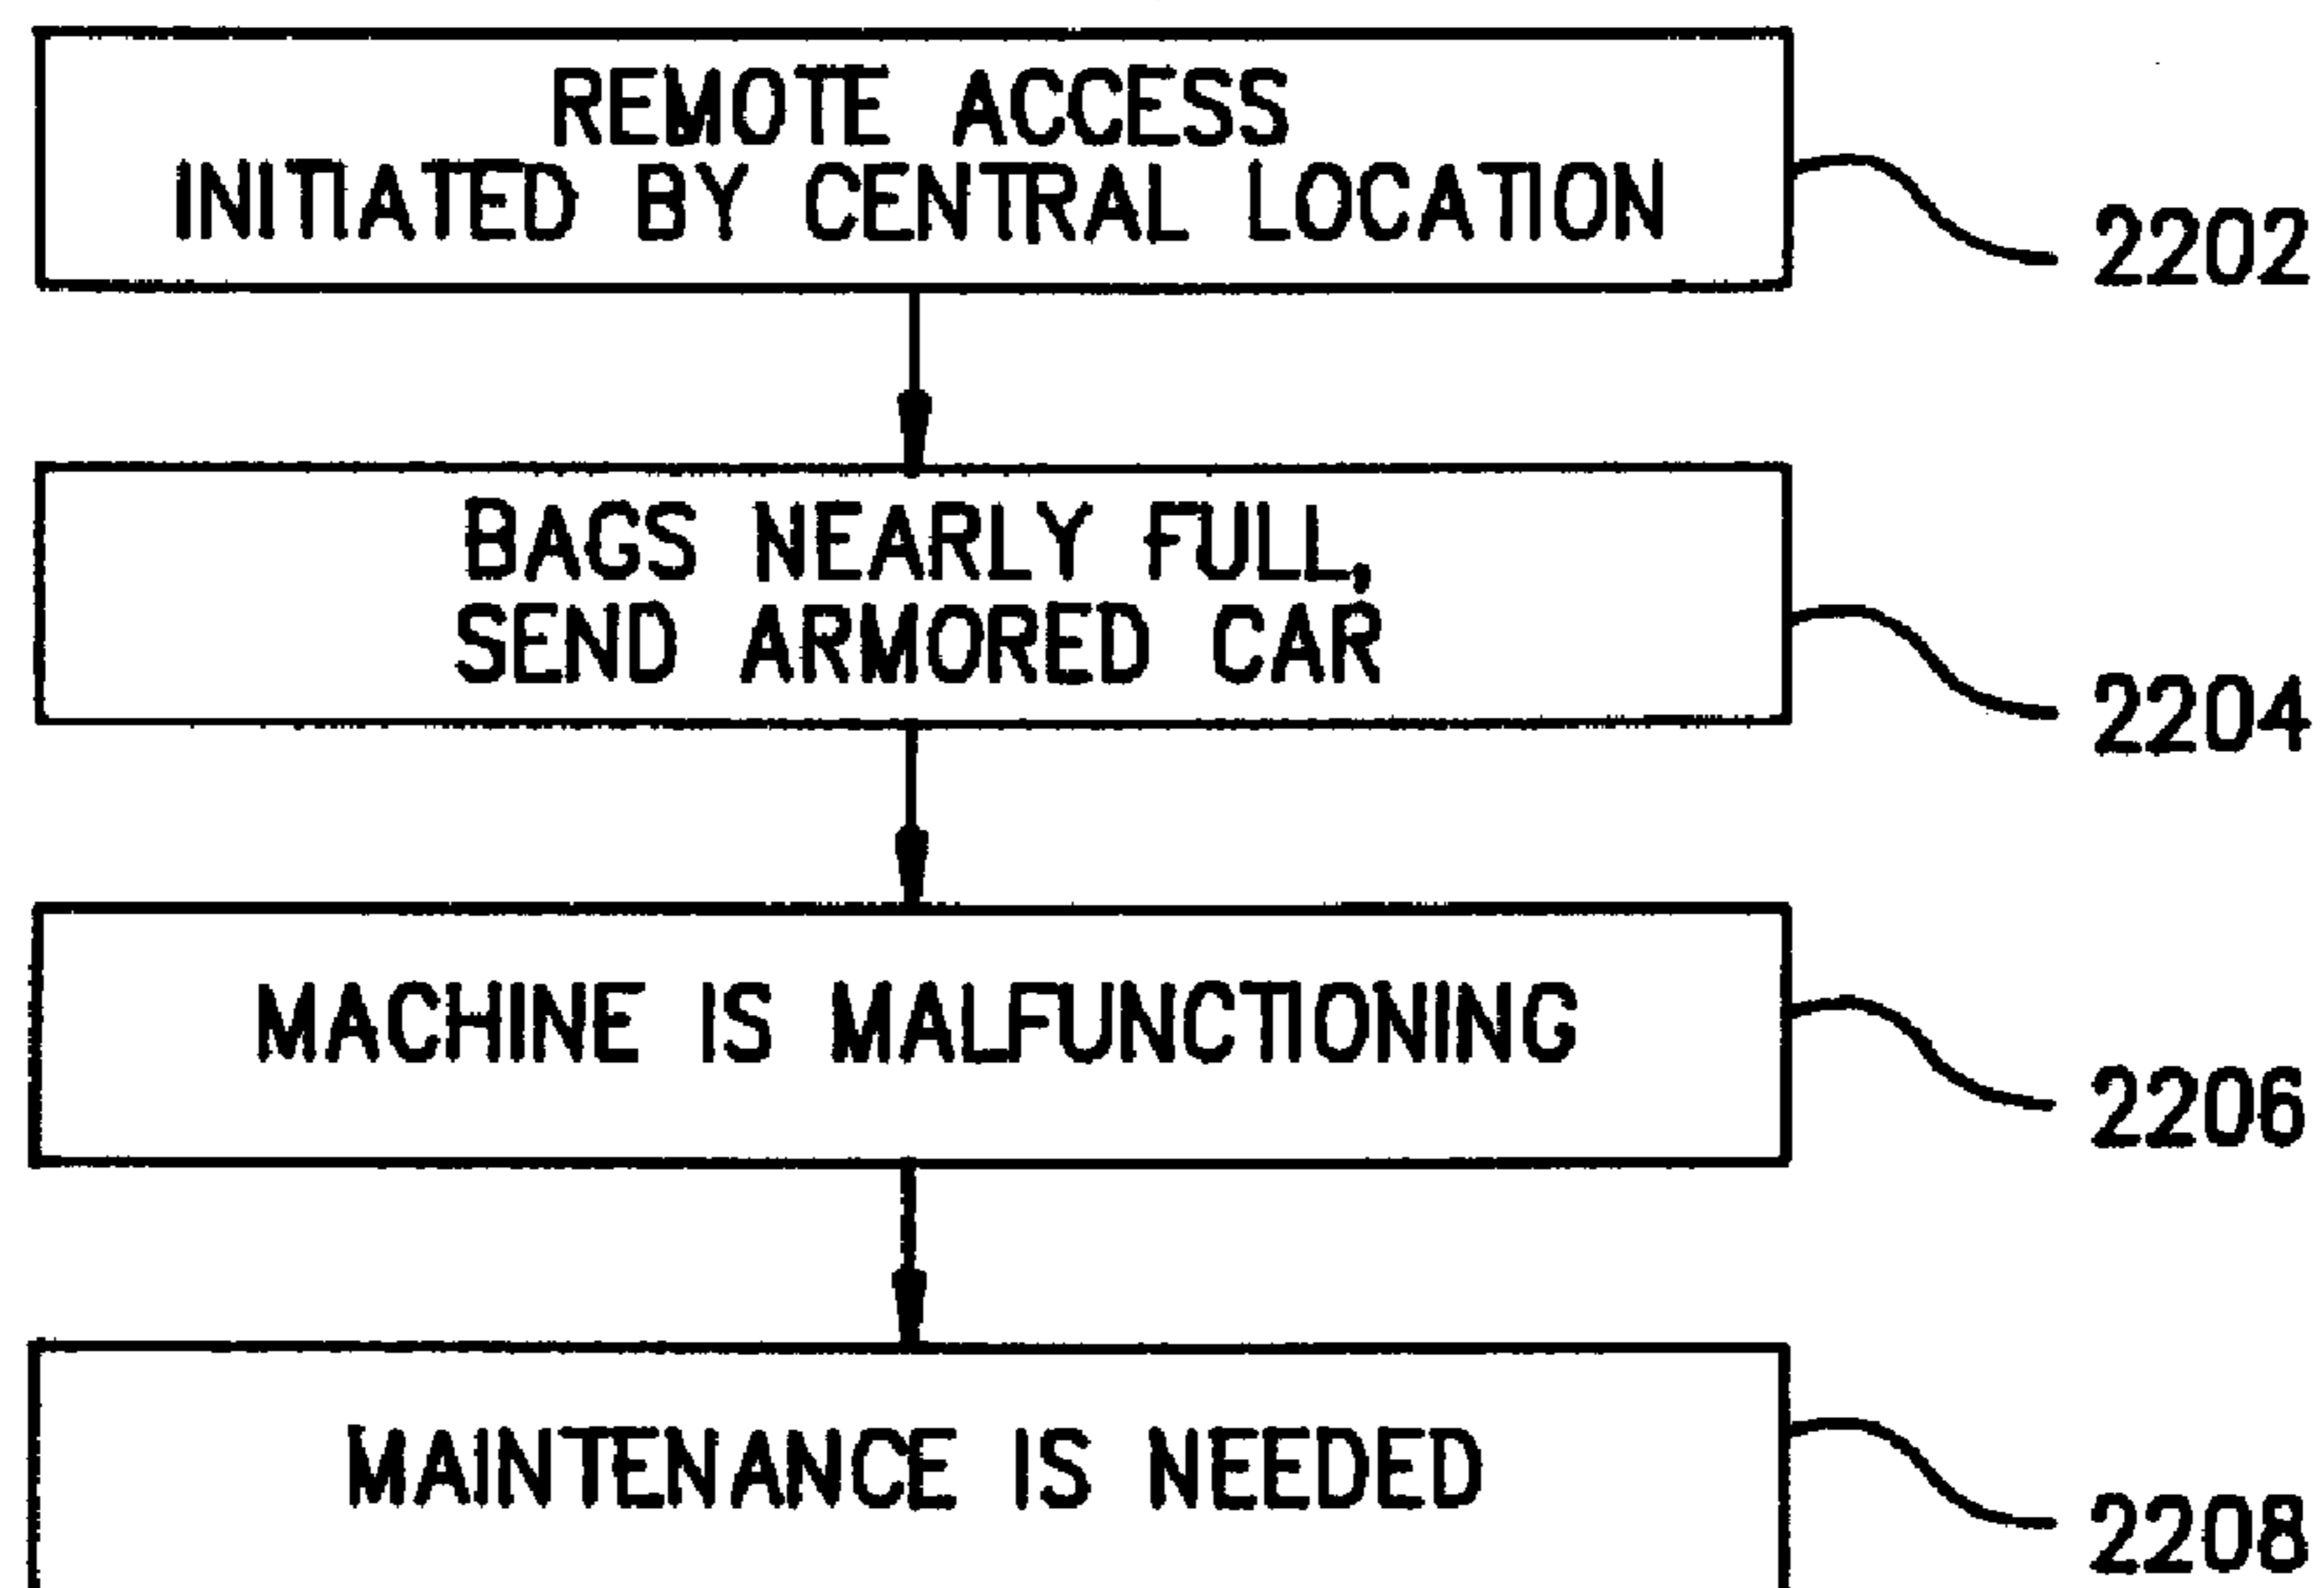 REMOTE ACCESS
INITIATED BY CENTRAL LOCATION
2202
BAGS NEARLY FULL,
SEND ARMORED CAR
2204
MACHINE IS MALFUNCTIONING
2206
MAINTENANCE IS NEEDED
2208